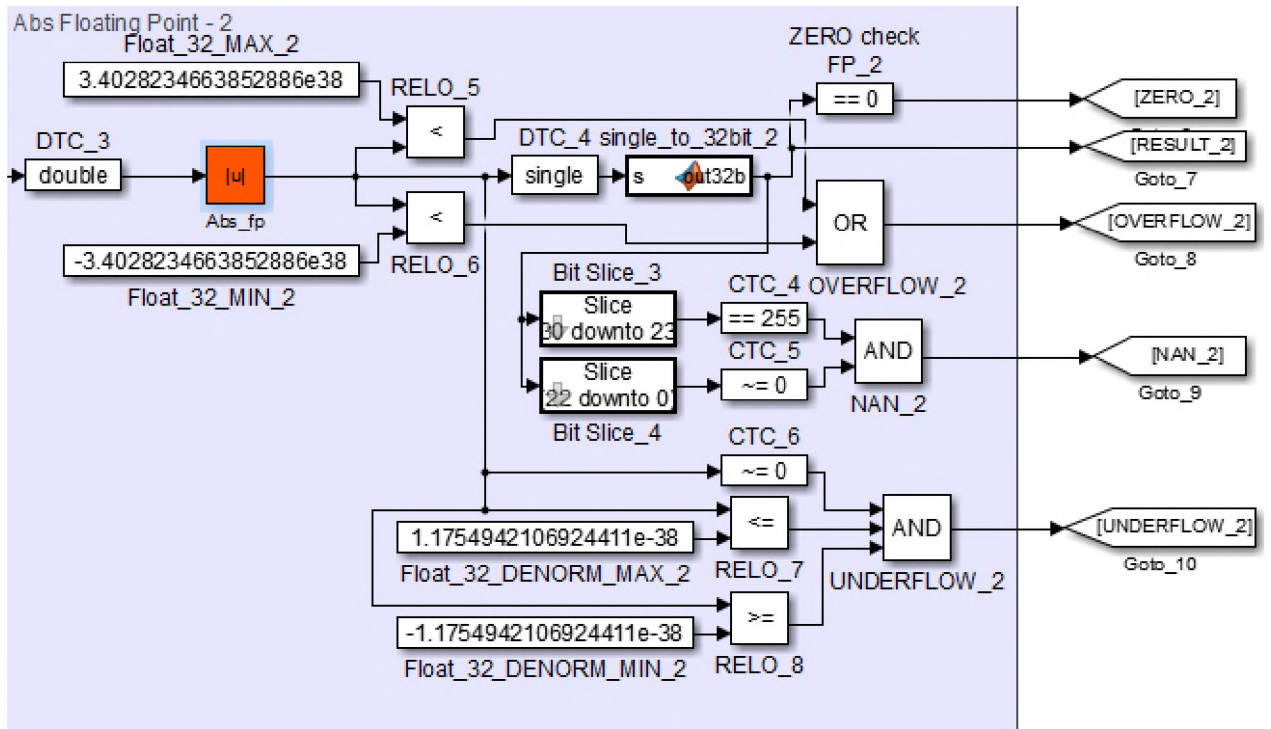 Abs Floating Point - 2
Float_32_MAX_2
3.4028234663852886e38
RELO_5
<
DTC_3
double
|u|
Abs_fp
-3.4028234663852886e38
Float_32_MIN_2
<
RELO_6
DTC_4 single_to_32bit_2
single
s out32b
ZERO check
FP_2
== 0
[ZERO_2]
[RESULT_2]
Goto_7
OR
OVERFLOW_2
[OVERFLOW_2]
Goto_8
Bit Slice_3
Slice
30 downto 23
CTC_4
== 255
Slice
22 downto 0
Bit Slice_4
CTC_5
~= 0
AND
NAN_2
[NAN_2]
Goto_9
CTC_6
~= 0
1.1754942106924411e-38
Float_32_DENORM_MAX_2
<=
RELO_7
-1.1754942106924411e-38
Float_32_DENORM_MIN_2
>=
RELO_8
AND
UNDERFLOW_2
[UNDERFLOW_2]
Goto_10